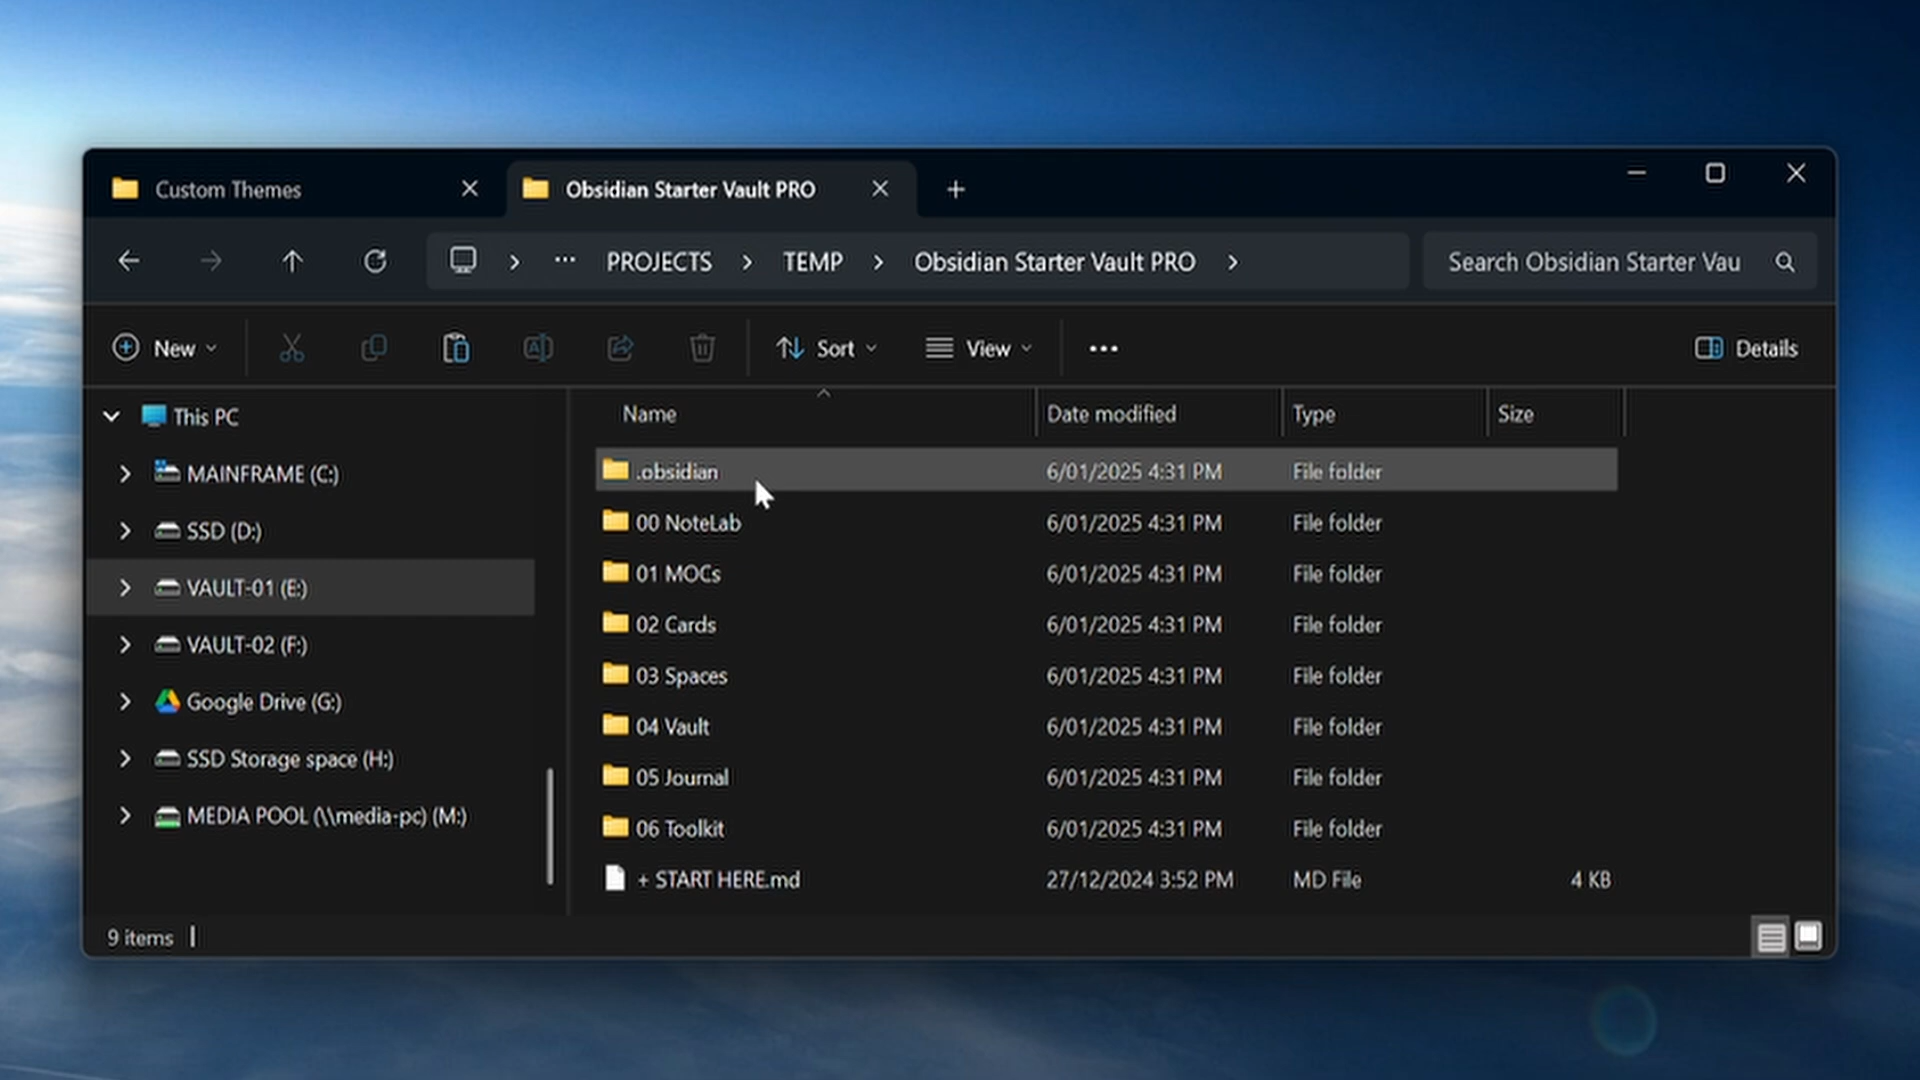 Custom Themes
Obsidian Starter Vault PRO
PROJECTS > TEMP > Obsidian Starter Vault PRO >
Search Obsidian Starter Vau
New
Sort
View
Details
This PC
MAINFRAME (C:)
SSD (D:)
VAULT-01 (E:)
VAULT-02 (F:)
Google Drive (G:)
SSD Storage space (H:)
MEDIA POOL (\\media-pc) (M:)
Name Date modified Type Size
.obsidian 6/01/2025 4:31 PM File folder
00 NoteLab 6/01/2025 4:31 PM File folder
01 MOCs 6/01/2025 4:31 PM File folder
02 Cards 6/01/2025 4:31 PM File folder
03 Spaces 6/01/2025 4:31 PM File folder
04 Vault 6/01/2025 4:31 PM File folder
05 Journal 6/01/2025 4:31 PM File folder
06 Toolkit 6/01/2025 4:31 PM File folder
+ START HERE.md 27/12/2024 3:52 PM MD File 4 KB
9 items